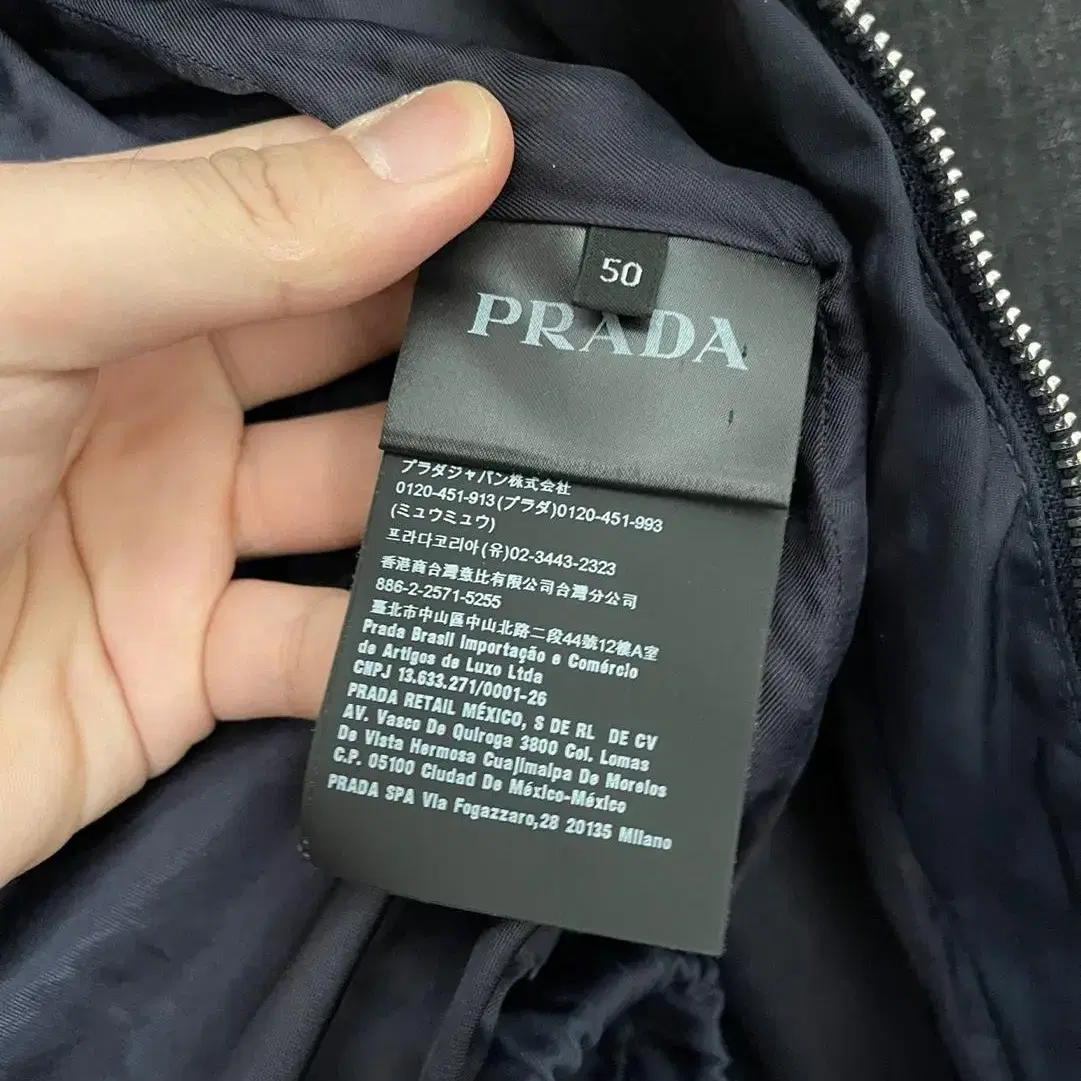 50
PRADA
プラダジャパン株式会社
0120-451-913(プラダ)0120-451-993
(ミュウミュウ)
프라다코리아(유)02-3443-2323
香港商台灣意比有限公司台灣分公司
886-2-2571-5255
臺北市中山區中山北路二段44號12樓A室
Prada Brasil Importação e Comércio
de Artigos de Luxo Ltda
CNPJ 13.633.271/0001-26
PRADA RETAIL MÉXICO, S DE RL DE CV
AV. Vasco De Quiroga 3800 Col. Lomas
De Vista Hermosa Cuajimalpa De Morelos
C.P. 05100 Ciudad De México-México
PRADA SPA Via Fogazzaro,28 20135 Milano